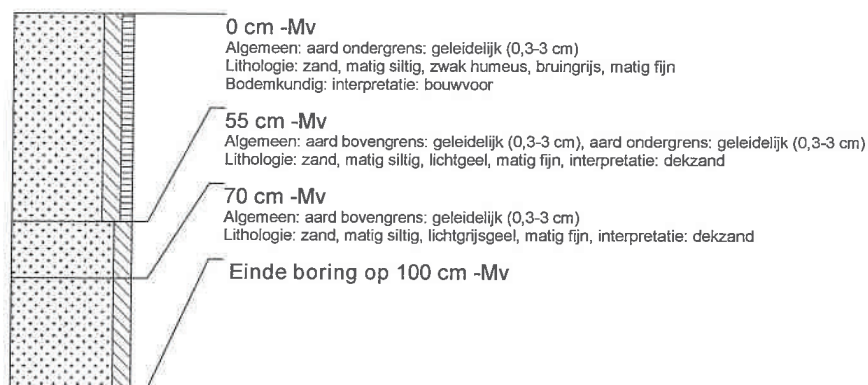 0 cm -Mv
Algemeen: aard ondergrens: geleidelijk (0,3-3 cm)
Lithologie: zand, matig siltig, zwak humeus, bruingrijs, matig fijn
Bodemkundig: interpretatie: bouwvoor
55 cm -Mv
Algemeen: aard bovengrens: geleidelijk (0,3-3 cm), aard ondergrens: geleidelijk (0,3-3 cm)
Lithologie: zand, matig siltig, lichtgeel, matig fijn, interpretatie: dekzand
70 cm -Mv
Algemeen: aard bovengrens: geleidelijk (0,3-3 cm)
Lithologie: zand, matig siltig, lichtgrijsgeel, matig fijn, interpretatie: dekzand
Einde boring op 100 cm -Mv